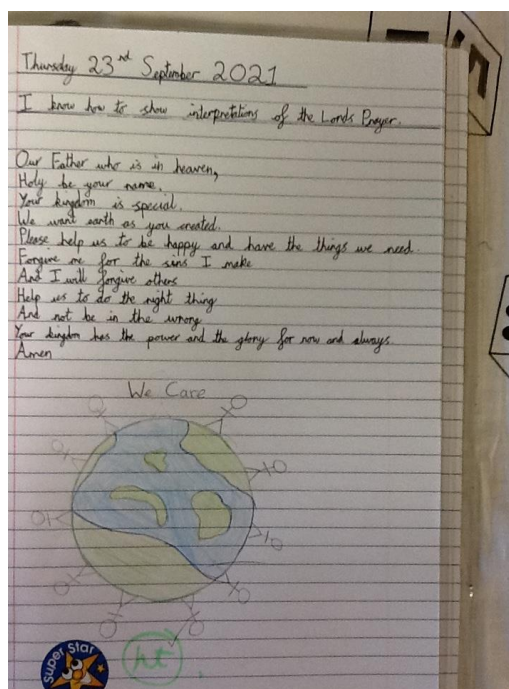 Thursday 23rd September 2021
I know how to show interpretations of the Lords Prayer.
Our Father who is in heaven,
Holy be your name.
Your kingdom is special.
We want earth as you created.
Please help us to be happy and have the things we need.
Forgive me for the sins I make
And I will forgive others
Help us to do the right thing
And not be in the wrong
Your kingdom has the power and the glory for now and always.
Amen
We Care
Super Star
ht